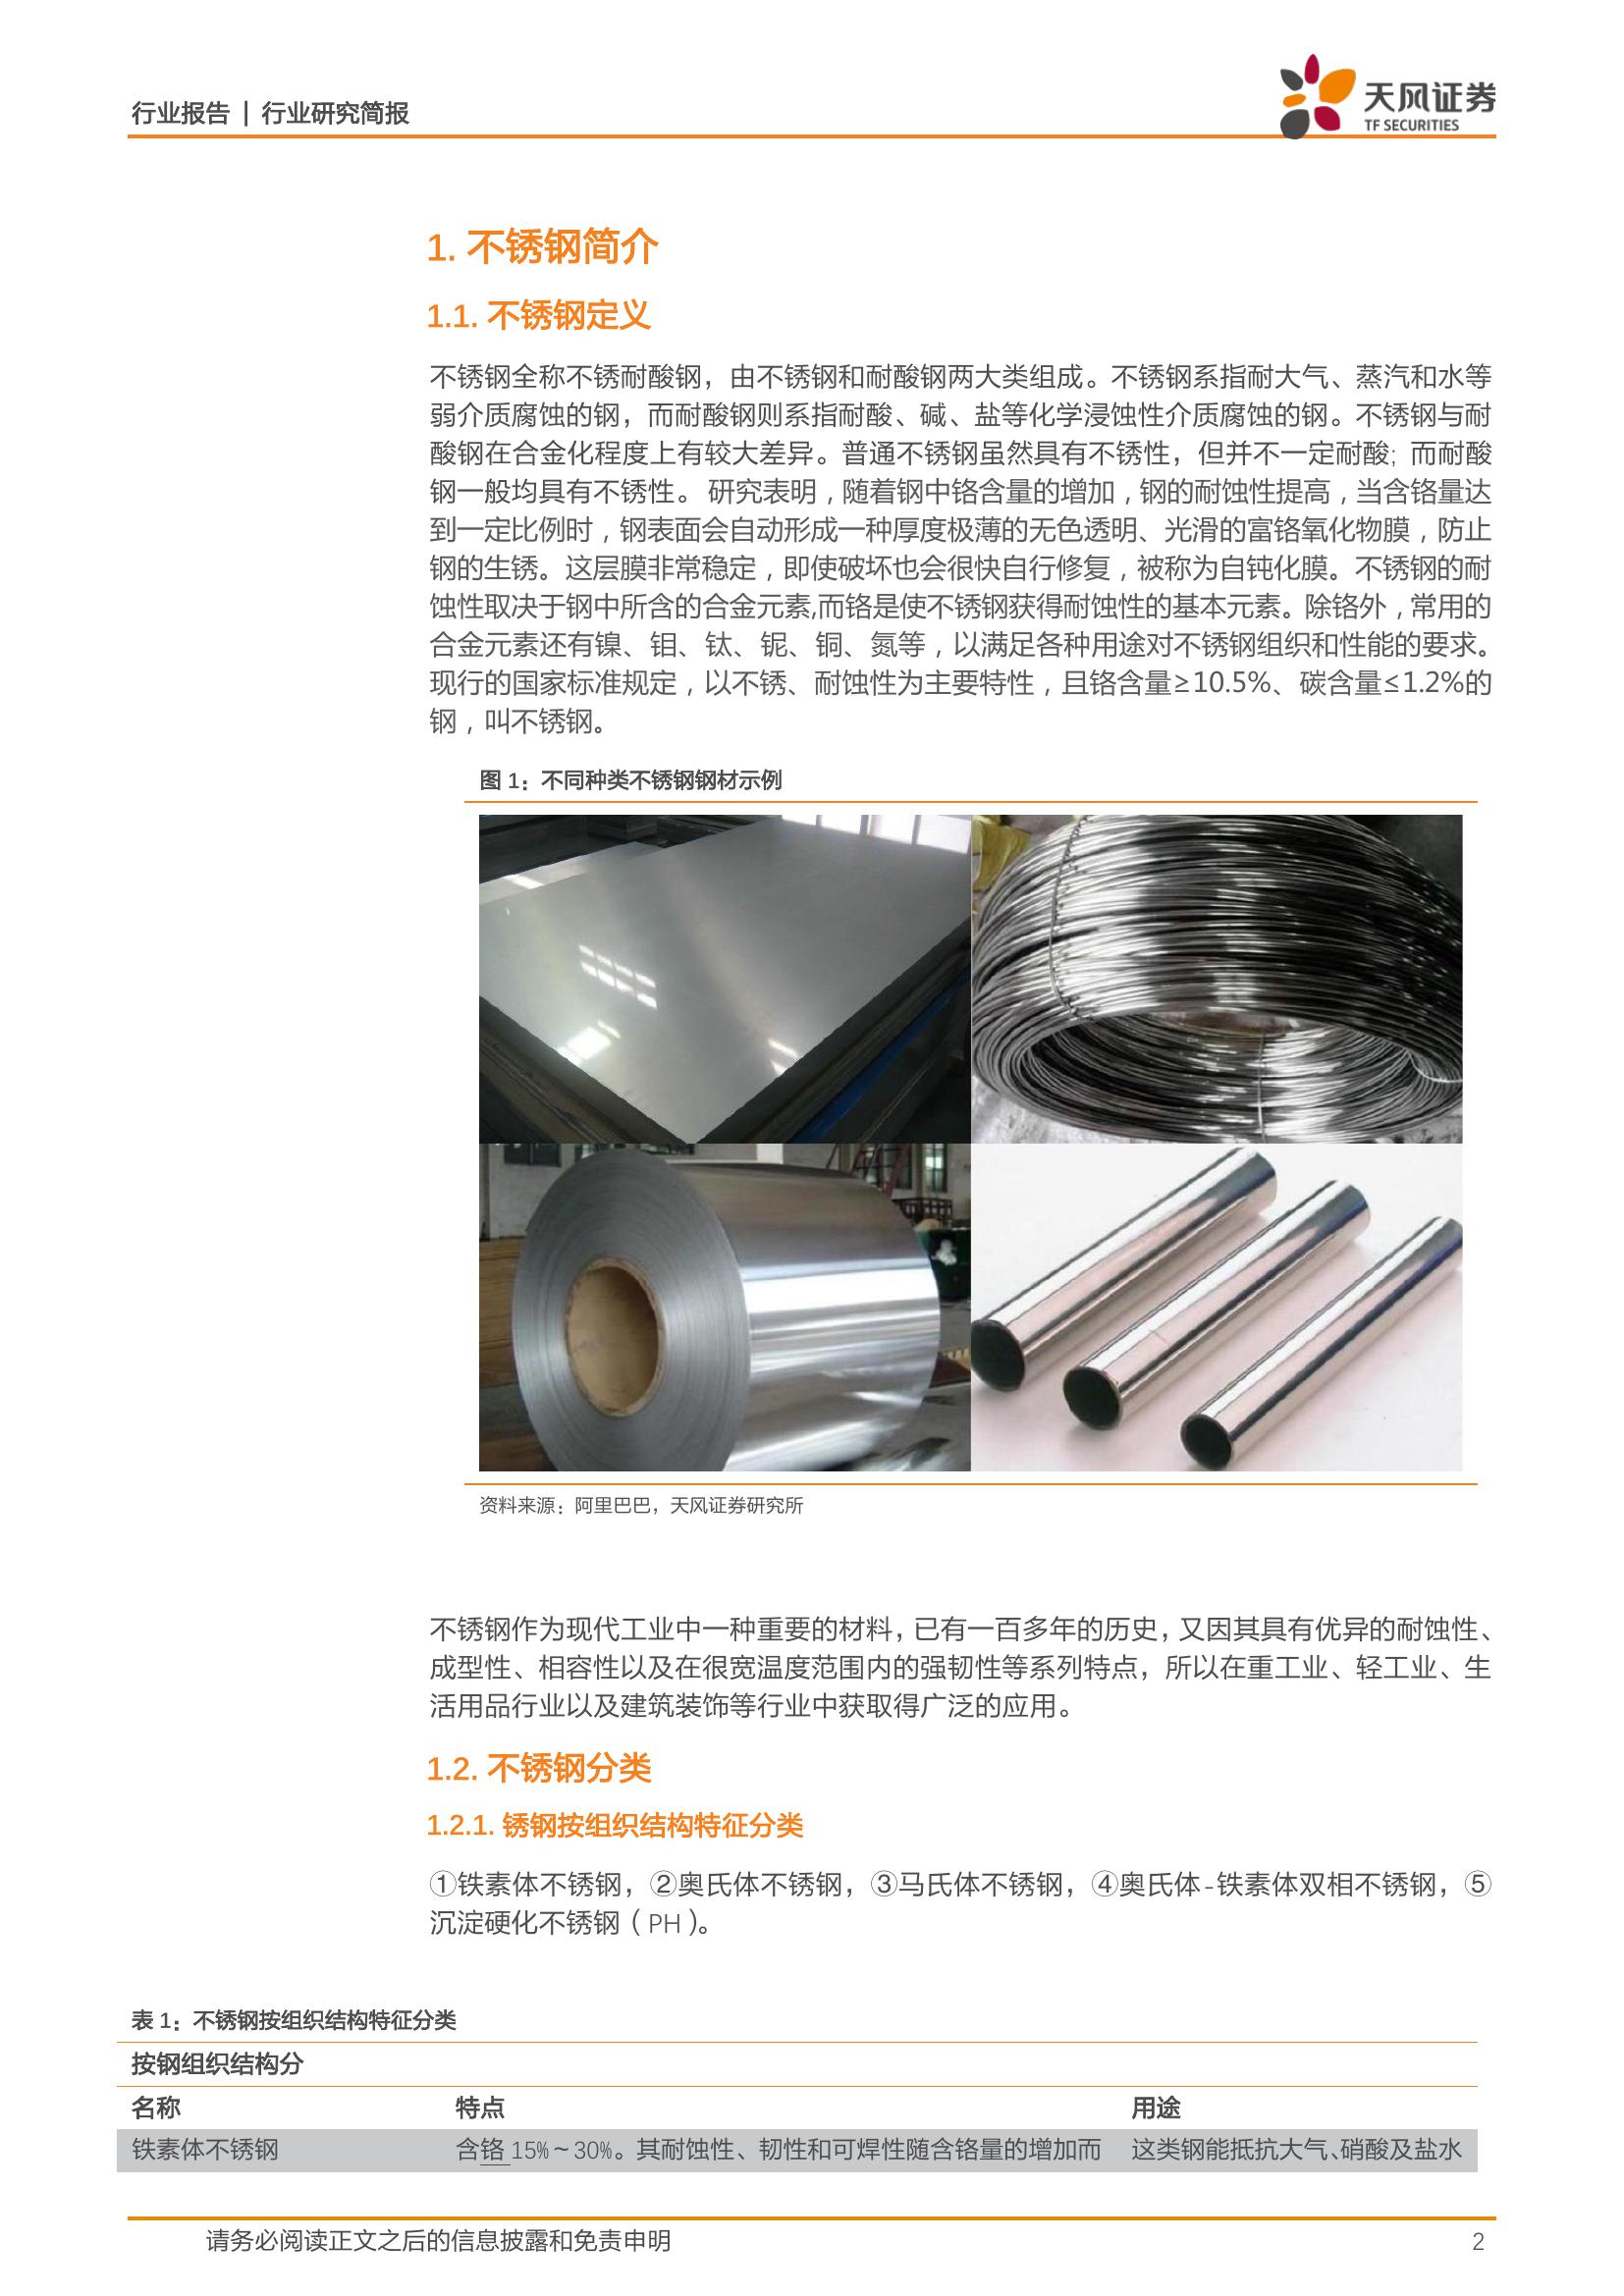 行业报告 | 行业研究简报
天风证券
TF SECURITIES
1. 不锈钢简介
1.1. 不锈钢定义
不锈钢全称不锈耐酸钢，由不锈钢和耐酸钢两大类组成。不锈钢系指耐大气、蒸汽和水等
弱介质腐蚀的钢，而耐酸钢则系指耐酸、碱、盐等化学浸蚀性介质腐蚀的钢。不锈钢与耐
酸钢在合金化程度上有较大差异。普通不锈钢虽然具有不锈性，但并不一定耐酸; 而耐酸
钢一般均具有不锈性。 研究表明，随着钢中铬含量的增加，钢的耐蚀性提高，当含铬量达
到一定比例时，钢表面会自动形成一种厚度极薄的无色透明、光滑的富铬氧化物膜，防止
钢的生锈。这层膜非常稳定，即使破坏也会很快自行修复，被称为自钝化膜。不锈钢的耐
蚀性取决于钢中所含的合金元素,而铬是使不锈钢获得耐蚀性的基本元素。除铬外，常用的
合金元素还有镍、钼、钛、铌、铜、氮等，以满足各种用途对不锈钢组织和性能的要求。
现行的国家标准规定，以不锈、耐蚀性为主要特性，且铬含量≥10.5%、碳含量≤1.2%的
钢，叫不锈钢。
图 1：不同种类不锈钢钢材示例
资料来源：阿里巴巴，天风证券研究所
不锈钢作为现代工业中一种重要的材料，已有一百多年的历史，又因其具有优异的耐蚀性、
成型性、相容性以及在很宽温度范围内的强韧性等系列特点，所以在重工业、轻工业、生
活用品行业以及建筑装饰等行业中获取得广泛的应用。
1.2. 不锈钢分类
1.2.1. 锈钢按组织结构特征分类
①铁素体不锈钢，②奥氏体不锈钢，③马氏体不锈钢，④奥氏体-铁素体双相不锈钢，⑤
沉淀硬化不锈钢（PH）。
表 1：不锈钢按组织结构特征分类
按钢组织结构分
名称 特点 用途
铁素体不锈钢 含铬 15%～30%。其耐蚀性、韧性和可焊性随含铬量的增加而 这类钢能抵抗大气、硝酸及盐水
请务必阅读正文之后的信息披露和免责申明 2